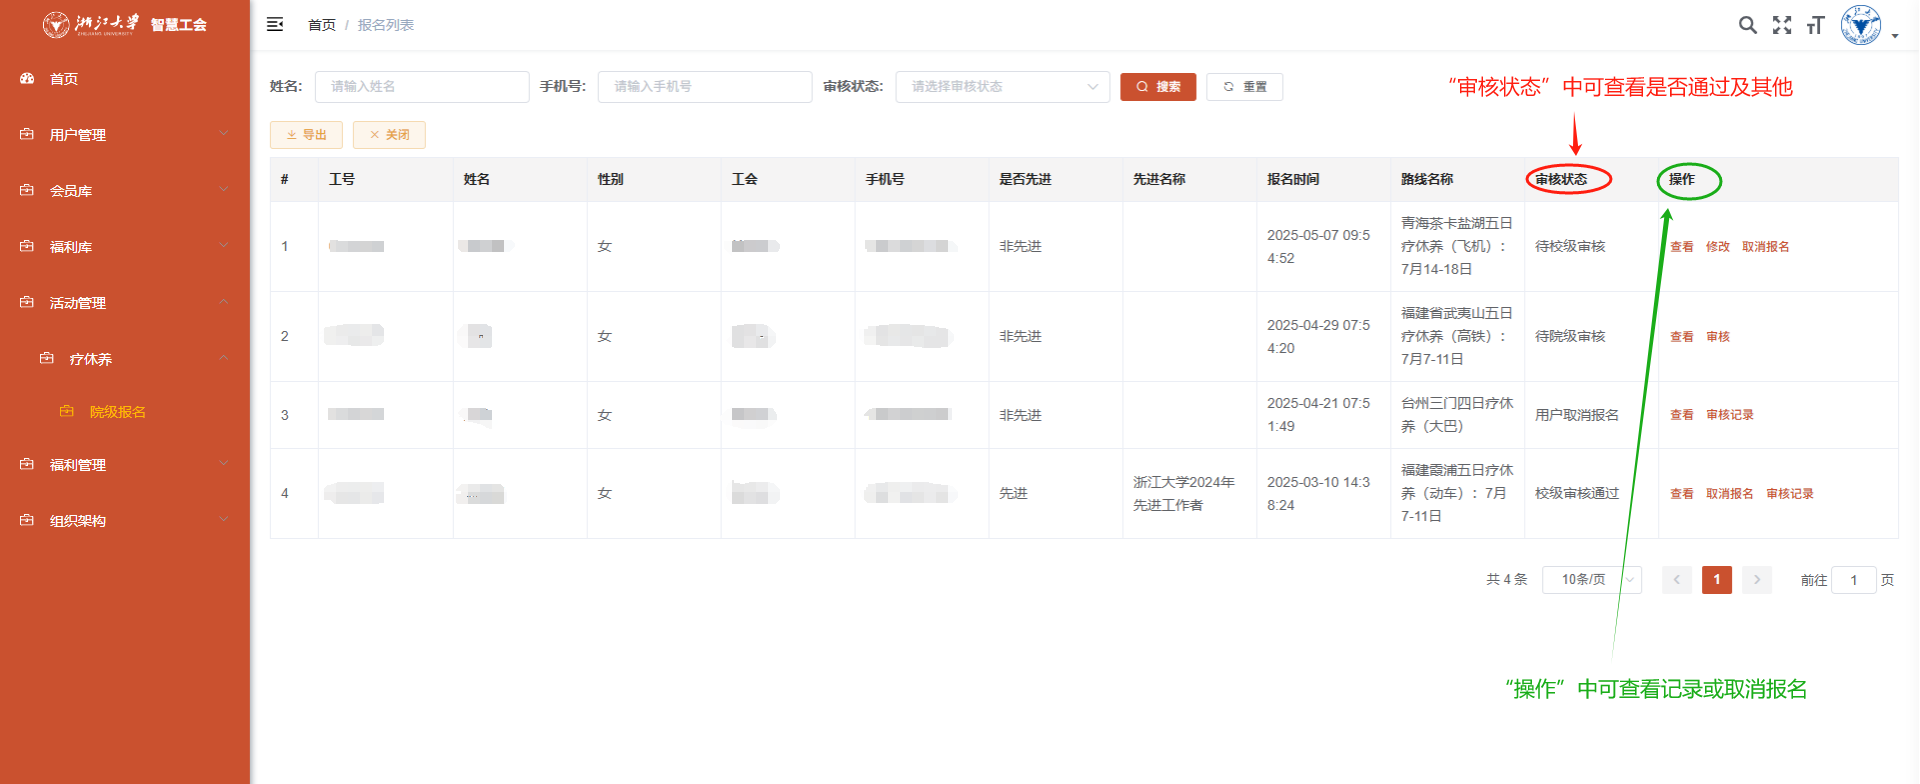 浙江大学 智慧工会
ZHEJIANG UNIVERSITY
首页 / 报名列表
首页
用户管理
会员库
福利库
活动管理
疗休养
院级报名
福利管理
组织架构
姓名: 请输入姓名 手机号: 请输入手机号 审核状态: 请选择审核状态 搜索 重置
“审核状态”中可查看是否通过及其他
导出 关闭
# 工号 姓名 性别 工会 手机号 是否先进 先进名称 报名时间 路线名称 审核状态 操作
1 女 非先进 2025-05-07 09:5
4:52 青海茶卡盐湖五日
疗休养（飞机）：
7月14-18日 待校级审核 查看 修改 取消报名
2 女 非先进 2025-04-29 07:5
4:20 福建省武夷山五日
疗休养（高铁）：
7月7-11日 待院级审核 查看 审核
3 女 非先进 2025-04-21 07:5
1:49 台州三门四日疗休
养（大巴） 用户取消报名 查看 审核记录
4 女 先进 浙江大学2024年
先进工作者 2025-03-10 14:3
8:24 福建霞浦五日疗休
养（动车）：7月
7-11日 校级审核通过 查看 取消报名 审核记录
共 4 条 10条/页 1 前往 1 页
“操作”中可查看记录或取消报名